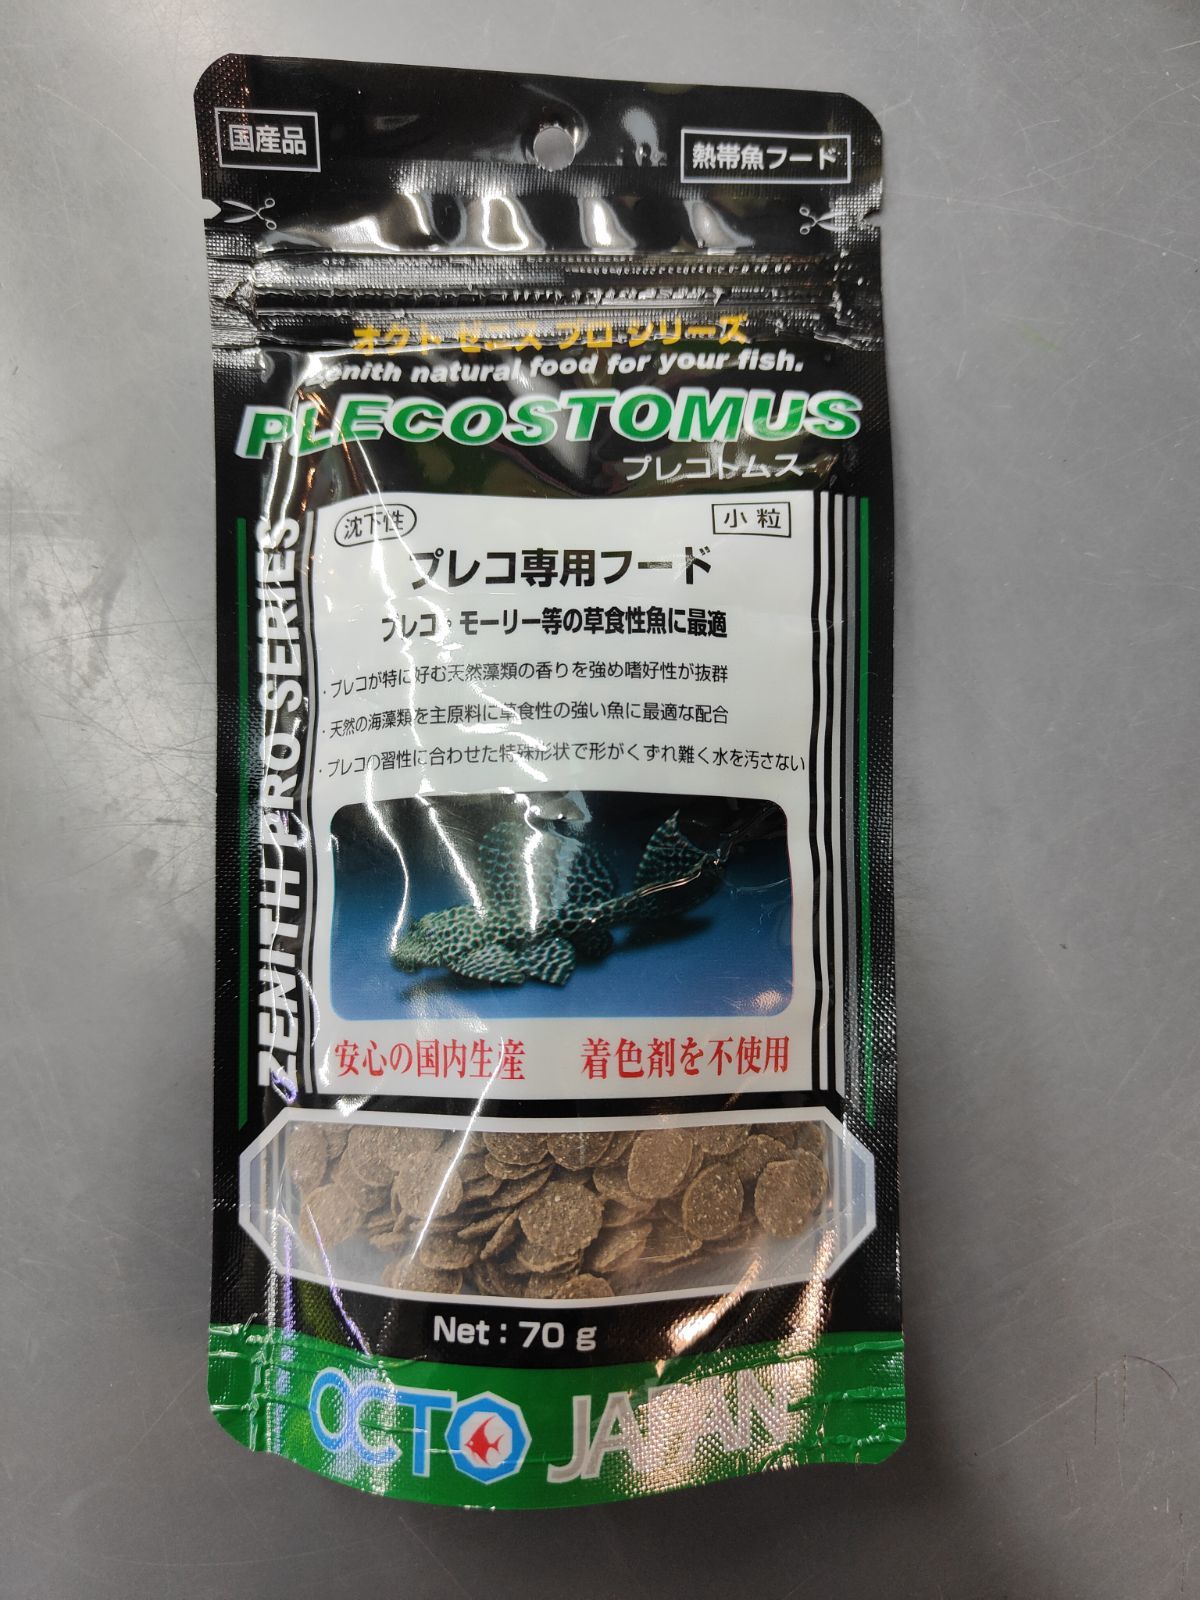 国産品
熱帯魚フード
オクト ゼニス プロ シリーズ
Zenith natural food for your fish.
PLECOSTOMUS
プレコトムス
ZENITH PRO SERIES
沈下性
小粒
プレコ専用フード
プレコ・モーリー等の草食性魚に最適
・プレコが特に好む天然藻類の香りを強め嗜好性が抜群
・天然の海藻類を主原料に草食性の強い魚に最適な配合
・プレコの習性に合わせた特殊形状で形がくずれ難く水を汚さない
安心の国内生産 着色剤を不使用
Net : 70 g
OCTO JAPAN